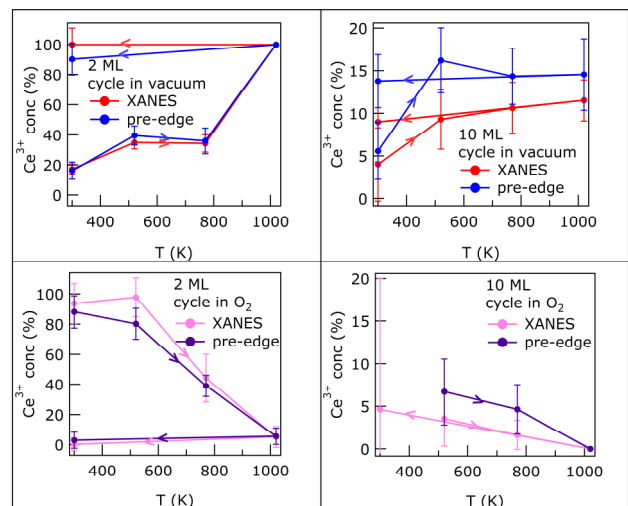 100
80
60
40
20
0
Ce3+ conc (%)
2 ML
cycle in vacuum
XANES
pre-edge
400
600
800
1000
T (K)
20
15
10
5
0
Ce3+ conc (%)
10 ML
cycle in vacuum
XANES
pre-edge
400
600
800
1000
T (K)
100
80
60
40
20
0
Ce3+ conc (%)
2 ML
cycle in O2
XANES
pre-edge
400
600
800
1000
T (K)
20
15
10
5
0
Ce3+ conc (%)
10 ML
cycle in O2
XANES
pre-edge
400
600
800
1000
T (K)